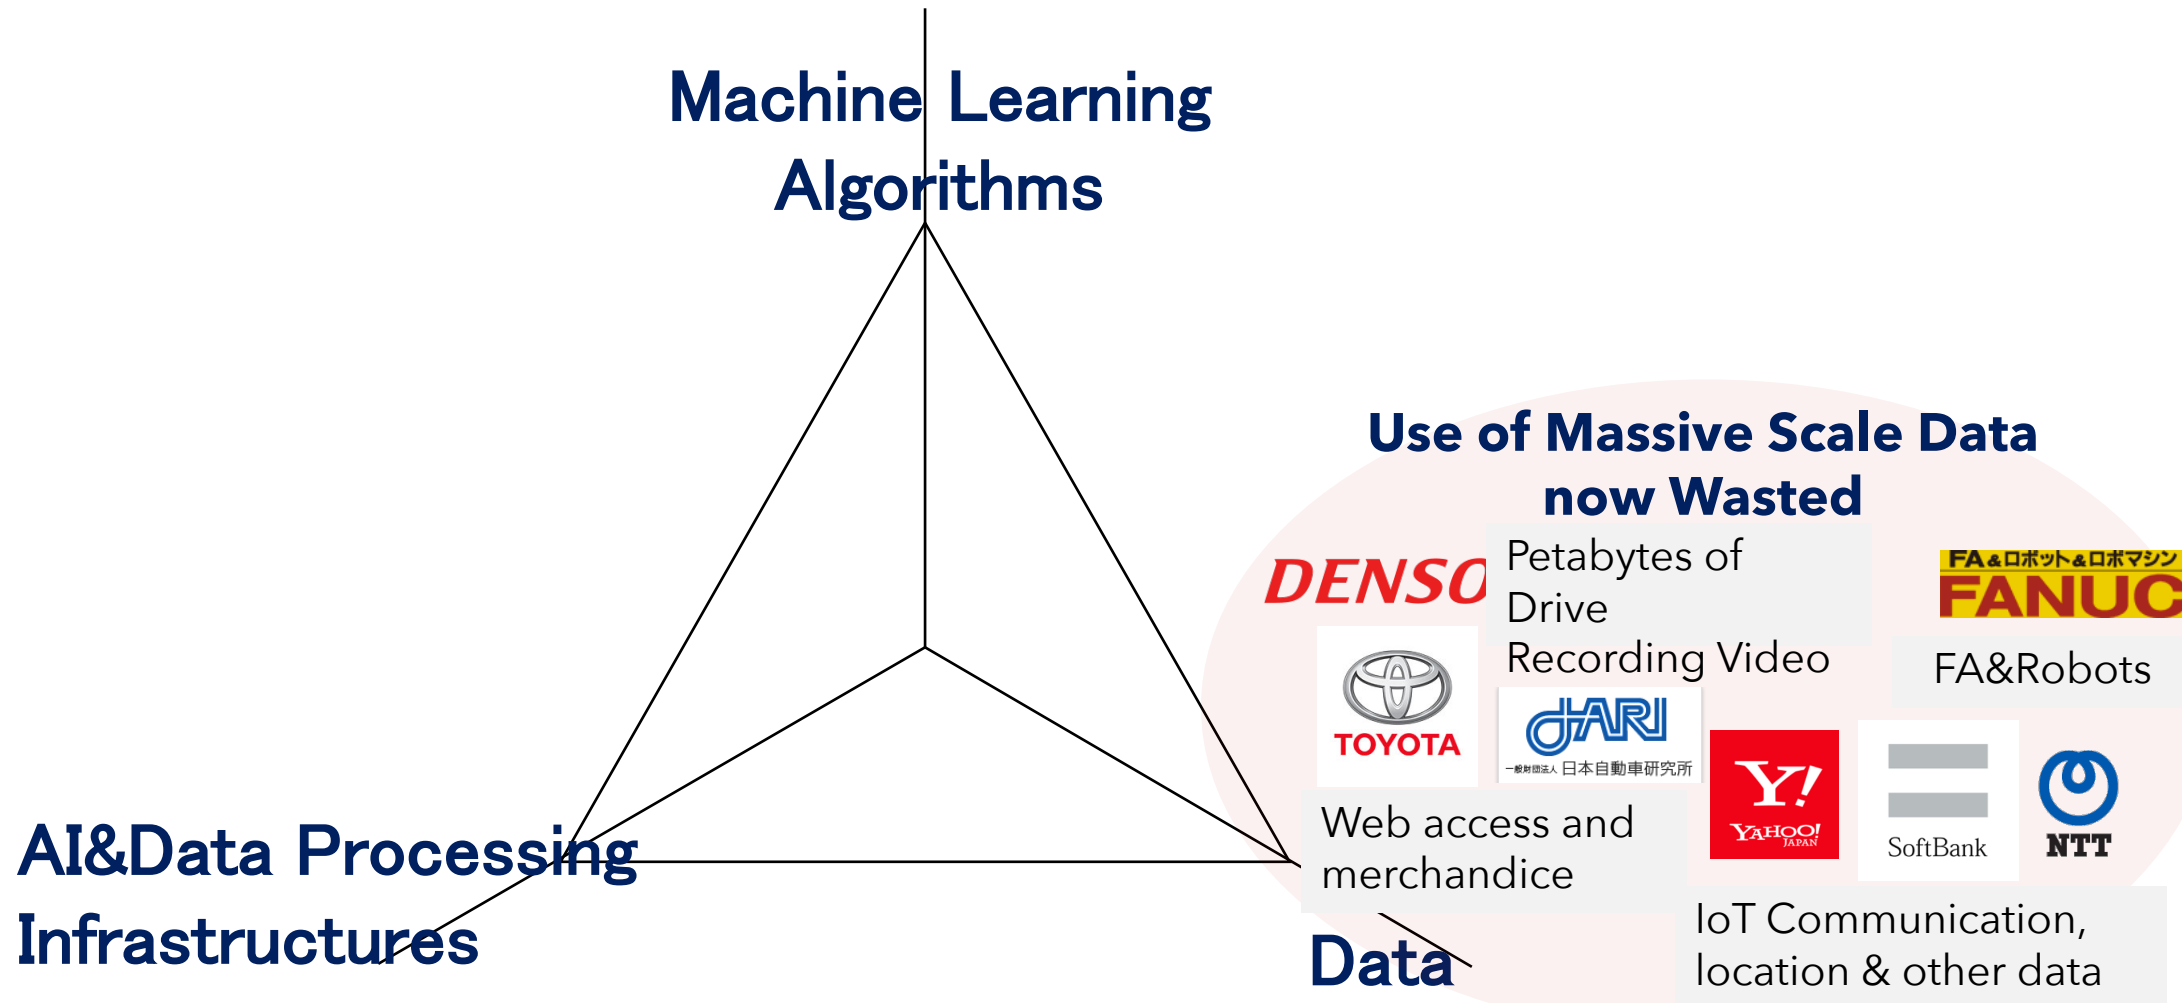 Machine Learning
Algorithms
Use of Massive Scale Data
now Wasted
DENSO
Petabytes of
Drive
Recording Video
FA&ロボット&ロボマシン
FANUC
FA&Robots
TOYOTA
JARI
一般財団法人 日本自動車研究所
Y!
YAHOO!
JAPAN
SoftBank
NTT
Web access and
merchandice
AI&Data Processing
Infrastructures
IoT Communication,
location & other data
Data